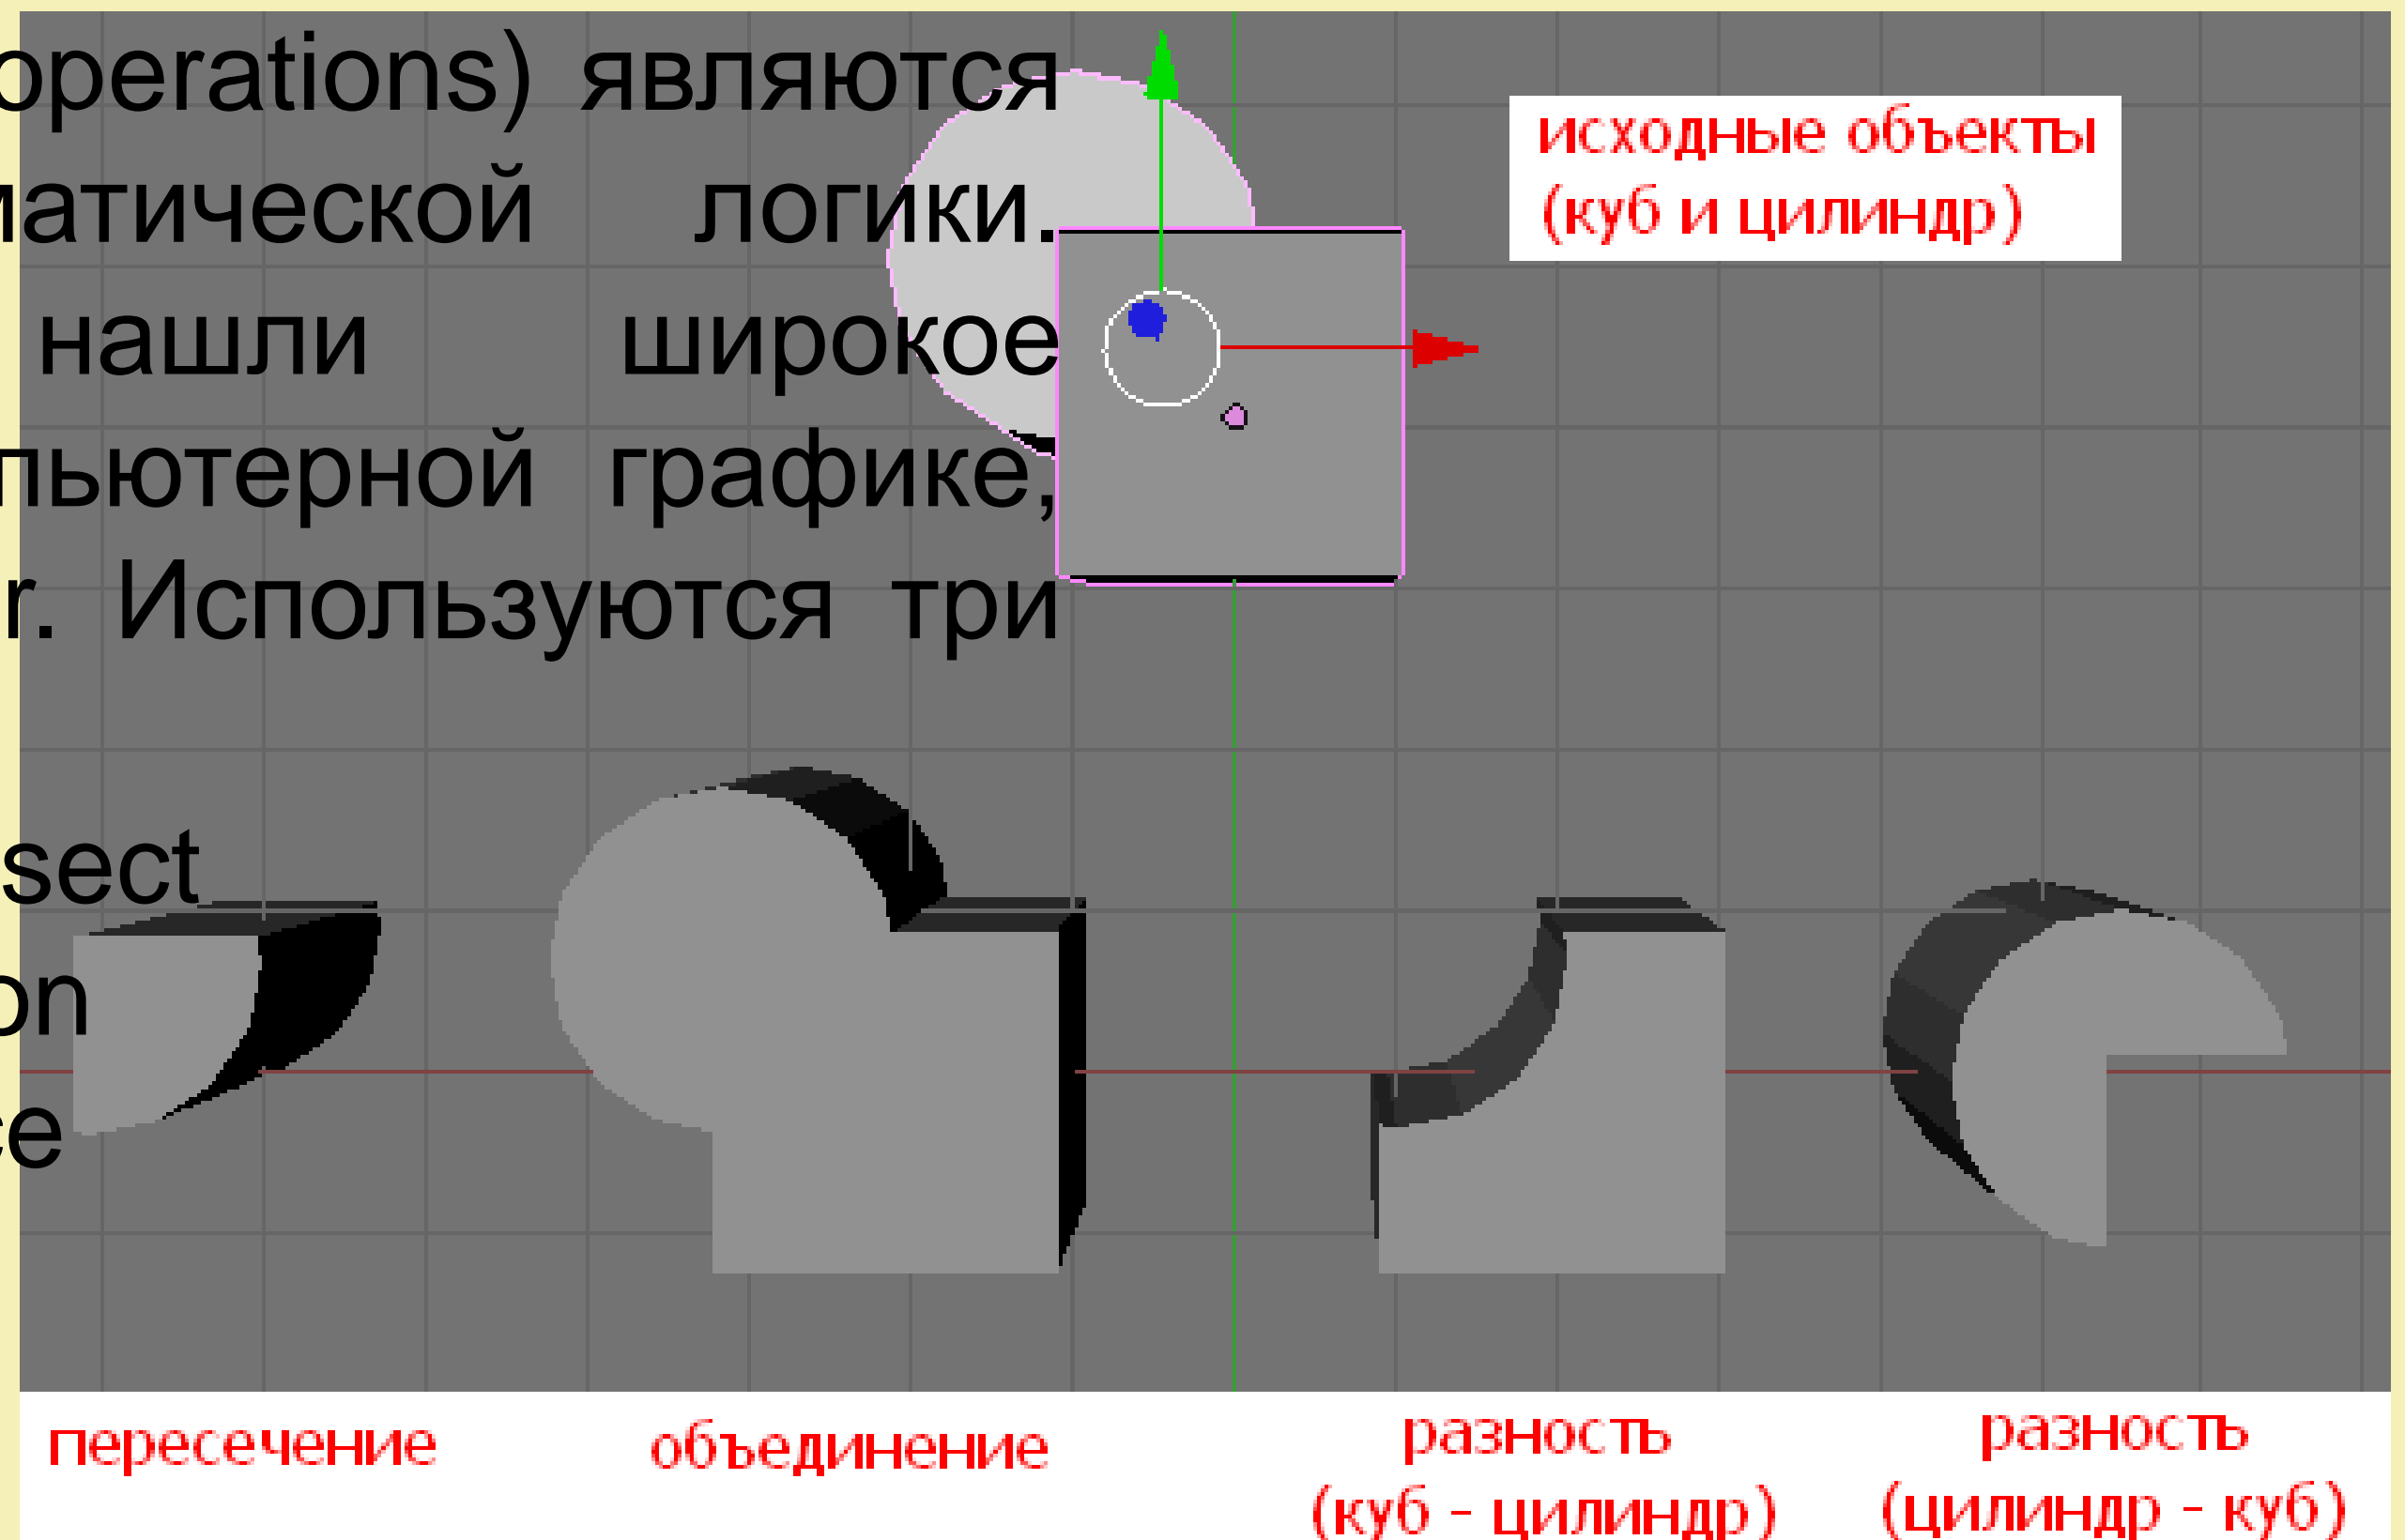 operations) являются
матической логики.
нашли широкое
пьютерной графике,
r. Используются три
sect
on
ce
исходные объекты
(куб и цилиндр)
пересечение
объединение
разность
(куб - цилиндр)
разность
(цилиндр - куб)